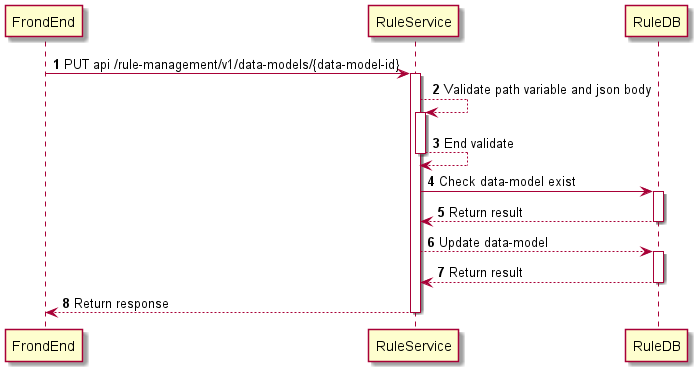 FrondEnd RuleService RuleDB
1 PUT api /rule-management/v1/data-models/{data-model-id}
2 Validate path variable and json body
3 End validate
4 Check data-model exist
5 Return result
6 Update data-model
7 Return result
8 Return response
FrondEnd RuleService RuleDB